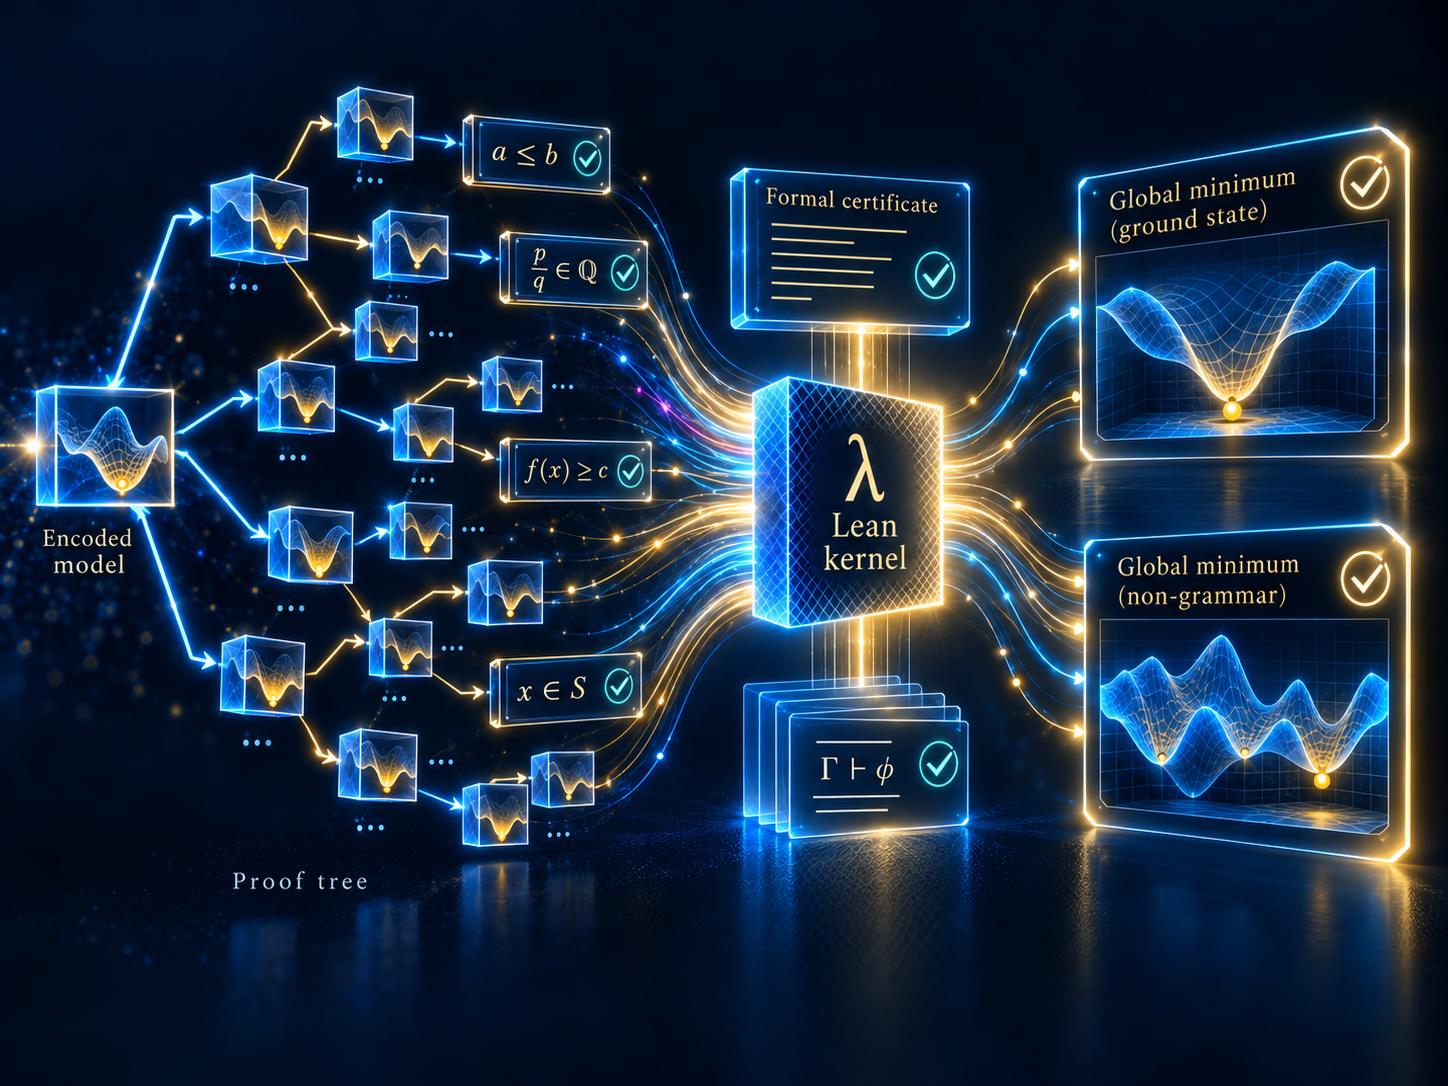 a ≤ b
p/q ∈ ℚ
f(x) ≥ c
x ∈ S
Encoded
model
Proof tree
Formal certificate
λ
Lean
kernel
Γ ⊢ ϕ
Global minimum
(ground state)
Global minimum
(non-grammar)